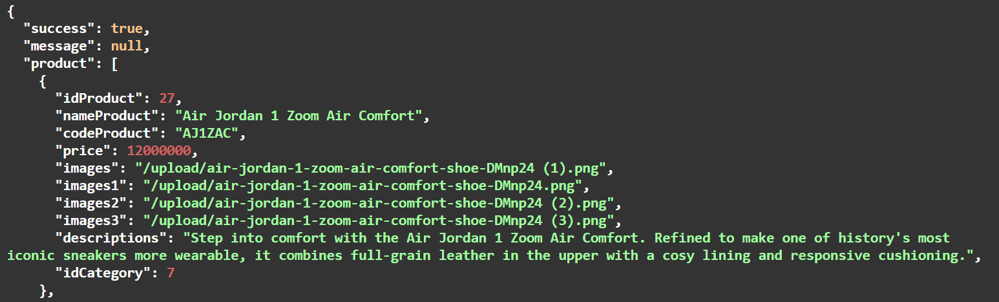 {
  "success": true,
  "message": null,
  "product": [
    {
      "idProduct": 27,
      "nameProduct": "Air Jordan 1 Zoom Air Comfort",
      "codeProduct": "AJ1ZAC",
      "price": 12000000,
      "images": "/upload/air-jordan-1-zoom-air-comfort-shoe-DMnp24 (1).png",
      "images1": "/upload/air-jordan-1-zoom-air-comfort-shoe-DMnp24.png",
      "images2": "/upload/air-jordan-1-zoom-air-comfort-shoe-DMnp24 (2).png",
      "images3": "/upload/air-jordan-1-zoom-air-comfort-shoe-DMnp24 (3).png",
      "descriptions": "Step into comfort with the Air Jordan 1 Zoom Air Comfort. Refined to make one of history's most
iconic sneakers more wearable, it combines full-grain leather in the upper with a cosy lining and responsive cushioning.",
      "idCategory": 7
    },